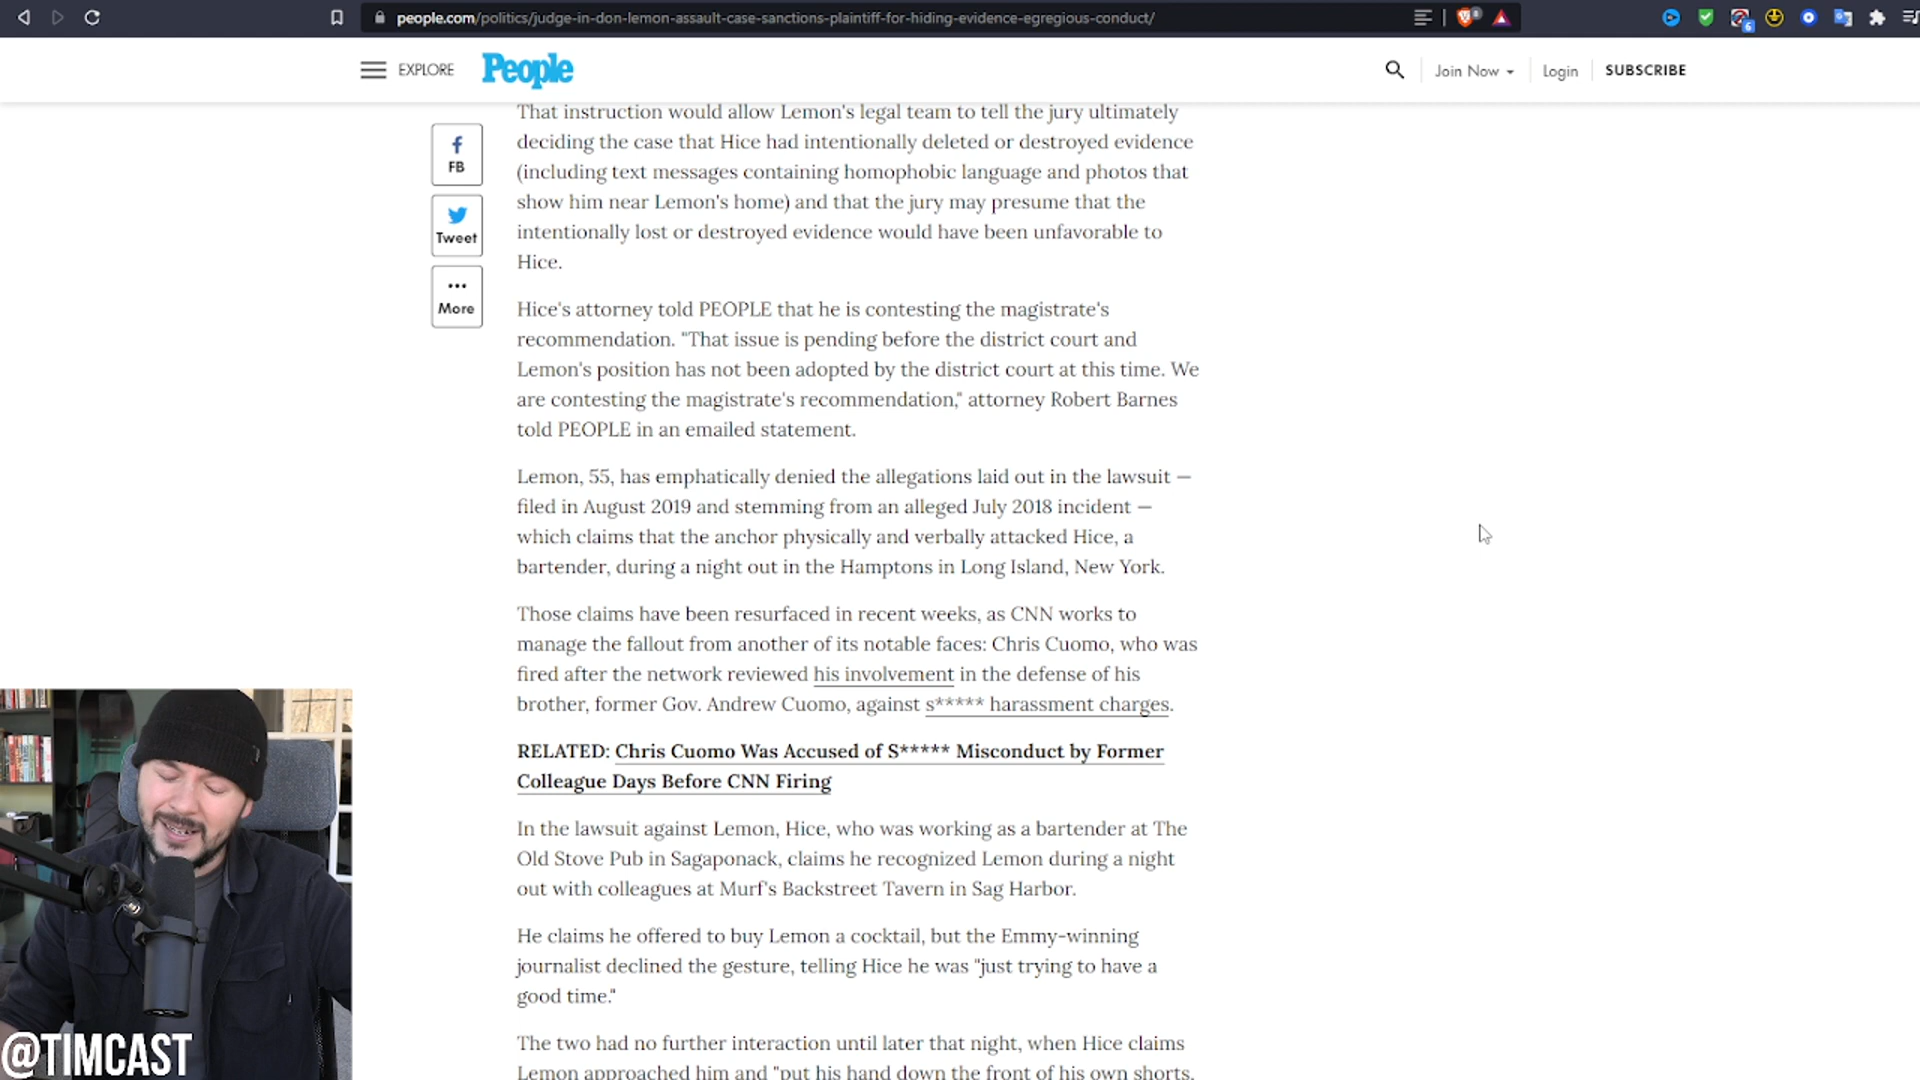 people.com/politics/judge-in-don-lemon-assault-case-sanctions-plaintiff-for-hiding-evidence-egregious-conduct/
EXPLORE
People
Join Now
Login
SUBSCRIBE
FB
Tweet
More
That instruction would allow Lemon's legal team to tell the jury ultimately
deciding the case that Hice had intentionally deleted or destroyed evidence
(including text messages containing homophobic language and photos that
show him near Lemon's home) and that the jury may presume that the
intentionally lost or destroyed evidence would have been unfavorable to
Hice.
Hice's attorney told PEOPLE that he is contesting the magistrate's
recommendation. "That issue is pending before the district court and
Lemon's position has not been adopted by the district court at this time. We
are contesting the magistrate's recommendation," attorney Robert Barnes
told PEOPLE in an emailed statement.
Lemon, 55, has emphatically denied the allegations laid out in the lawsuit —
filed in August 2019 and stemming from an alleged July 2018 incident —
which claims that the anchor physically and verbally attacked Hice, a
bartender, during a night out in the Hamptons in Long Island, New York.
Those claims have been resurfaced in recent weeks, as CNN works to
manage the fallout from another of its notable faces: Chris Cuomo, who was
fired after the network reviewed his involvement in the defense of his
brother, former Gov. Andrew Cuomo, against s***** harassment charges.
RELATED: Chris Cuomo Was Accused of S***** Misconduct by Former
Colleague Days Before CNN Firing
In the lawsuit against Lemon, Hice, who was working as a bartender at The
Old Stove Pub in Sagaponack, claims he recognized Lemon during a night
out with colleagues at Murf's Backstreet Tavern in Sag Harbor.
He claims he offered to buy Lemon a cocktail, but the Emmy-winning
journalist declined the gesture, telling Hice he was "just trying to have a
good time."
The two had no further interaction until later that night, when Hice claims
Lemon approached him and "put his hand down the front of his own shorts,
@TIMCAST